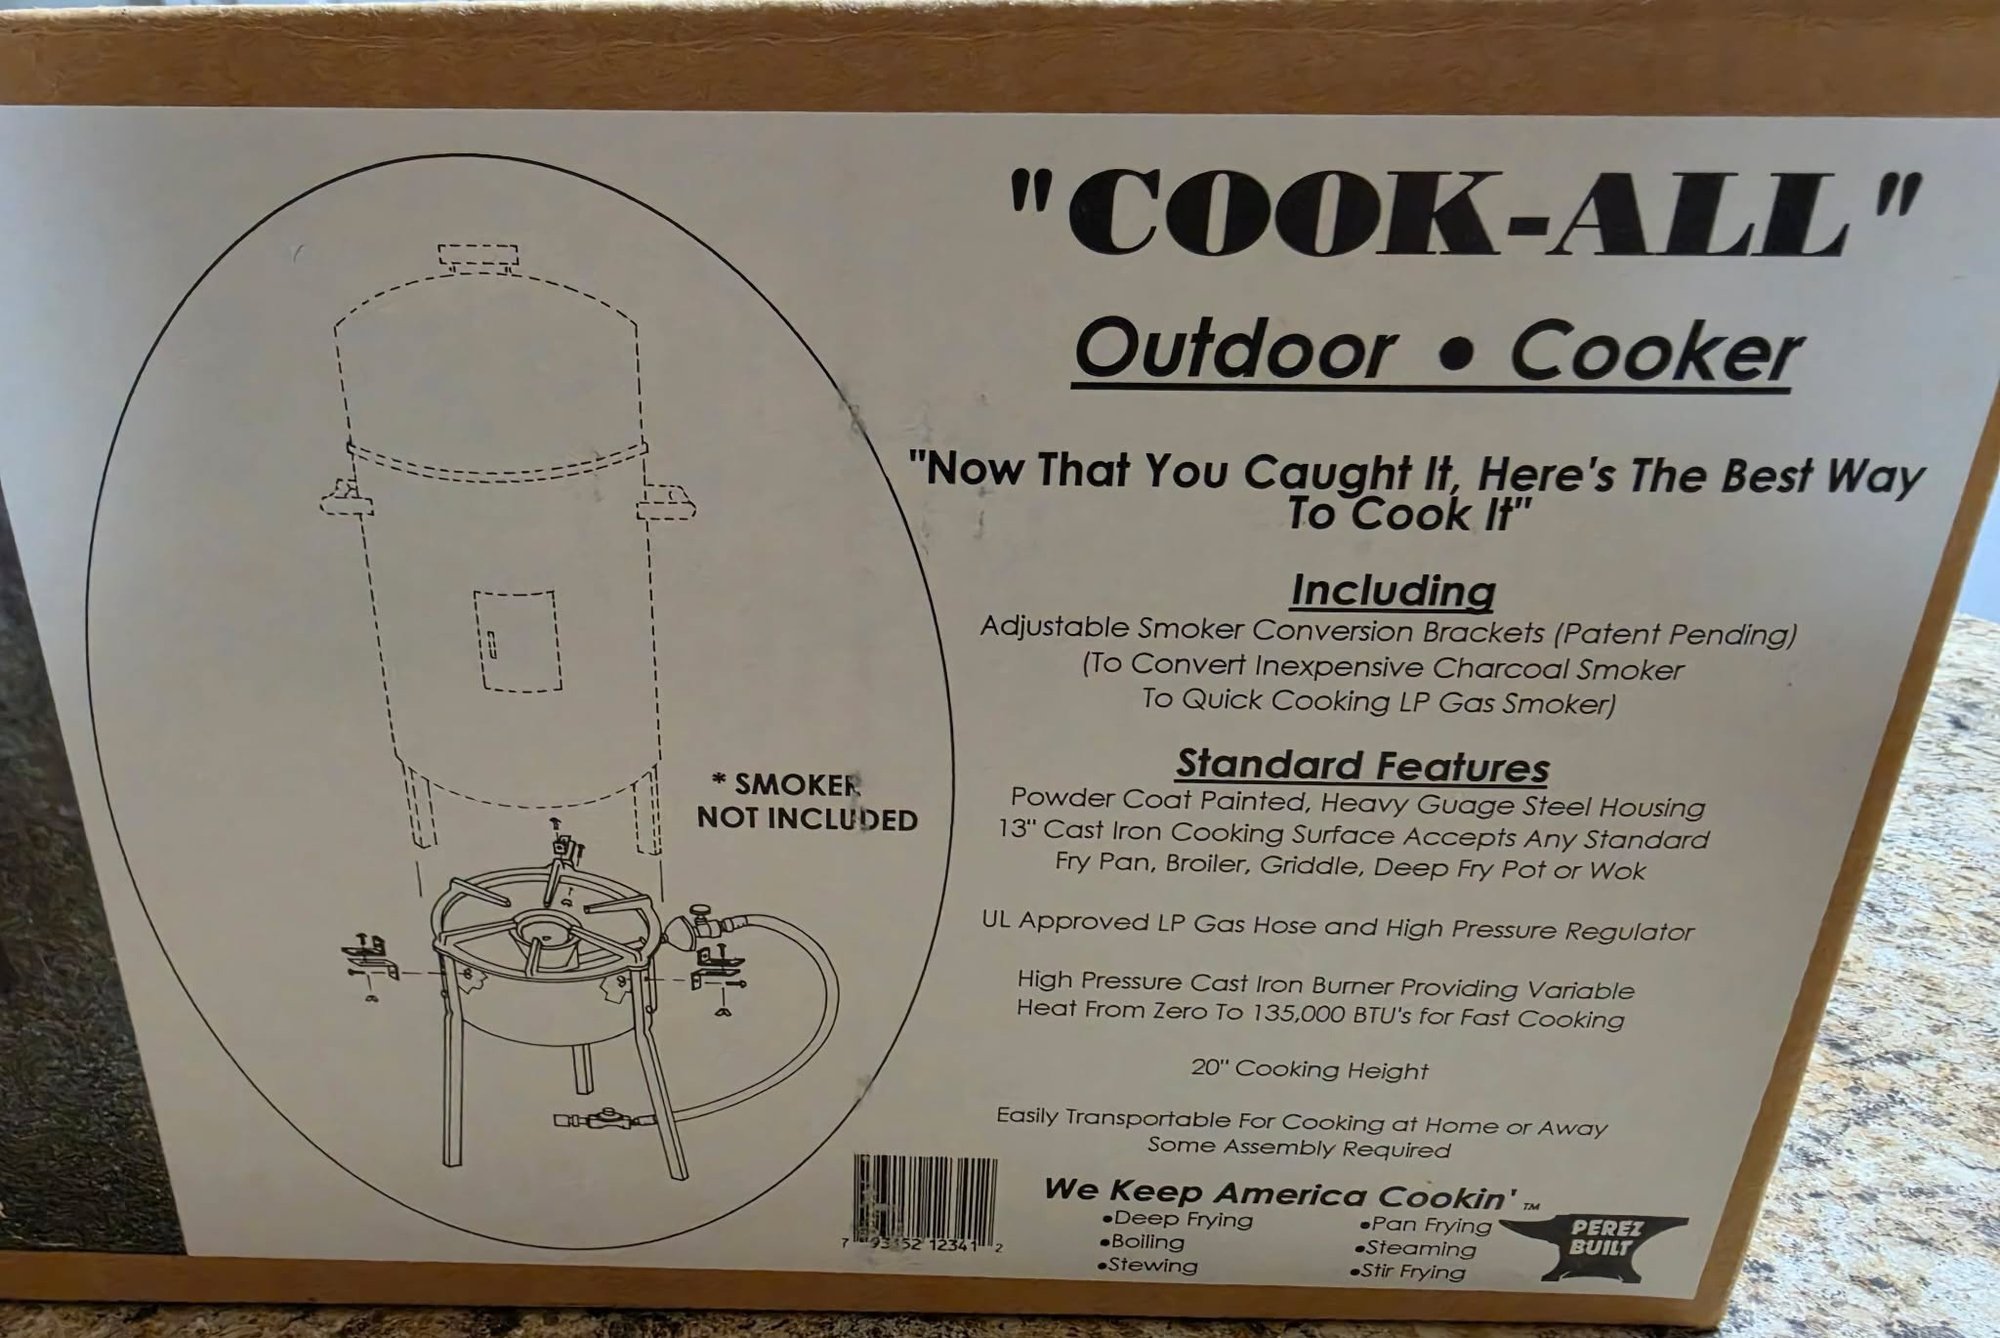 "COOK-ALL"
Outdoor • Cooker
"Now That You Caught It, Here's The Best Way
To Cook It"
Including
Adjustable Smoker Conversion Brackets (Patent Pending)
(To Convert Inexpensive Charcoal Smoker
To Quick Cooking LP Gas Smoker)
* SMOKER
NOT INCLUDED
Standard Features
Powder Coat Painted, Heavy Guage Steel Housing
13" Cast Iron Cooking Surface Accepts Any Standard
Fry Pan, Broiler, Griddle, Deep Fry Pot or Wok
UL Approved LP Gas Hose and High Pressure Regulator
High Pressure Cast Iron Burner Providing Variable
Heat From Zero To 135,000 BTU's for Fast Cooking
20" Cooking Height
Easily Transportable For Cooking at Home or Away
Some Assembly Required
We Keep America Cookin'™
•Deep Frying
•Boiling
•Stewing
•Pan Frying
•Steaming
•Stir Frying
PEREZ
BUILT
7 12341 2